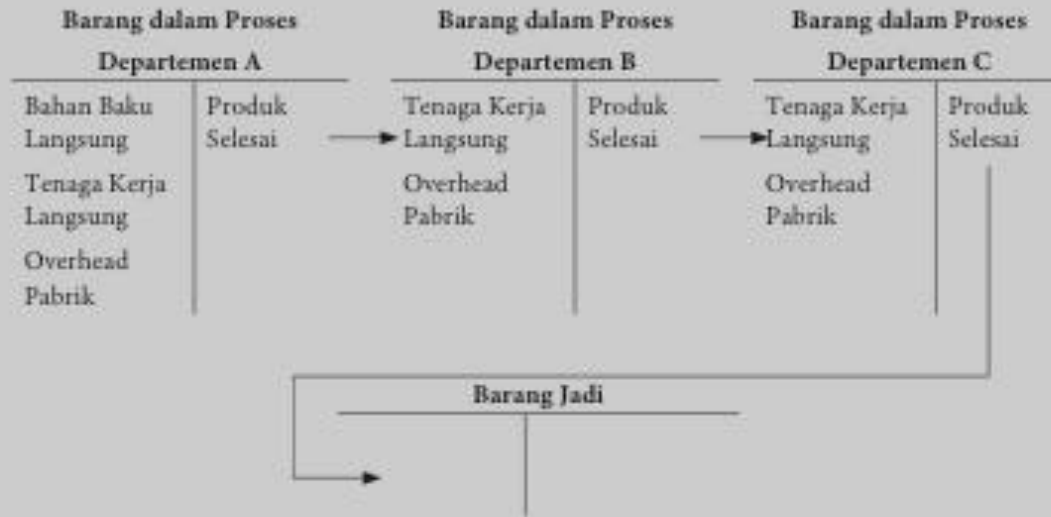 Barang dalam Proses
Departemen A
Bahan Baku
Langsung
Tenaga Kerja
Langsung
Overhead
Pabrik
Produk
Selesai
Barang dalam Proses
Departemen B
Tenaga Kerja
Langsung
Overhead
Pabrik
Produk
Selesai
Barang dalam Proses
Departemen C
Tenaga Kerja
Langsung
Overhead
Pabrik
Produk
Selesai
Barang Jadi